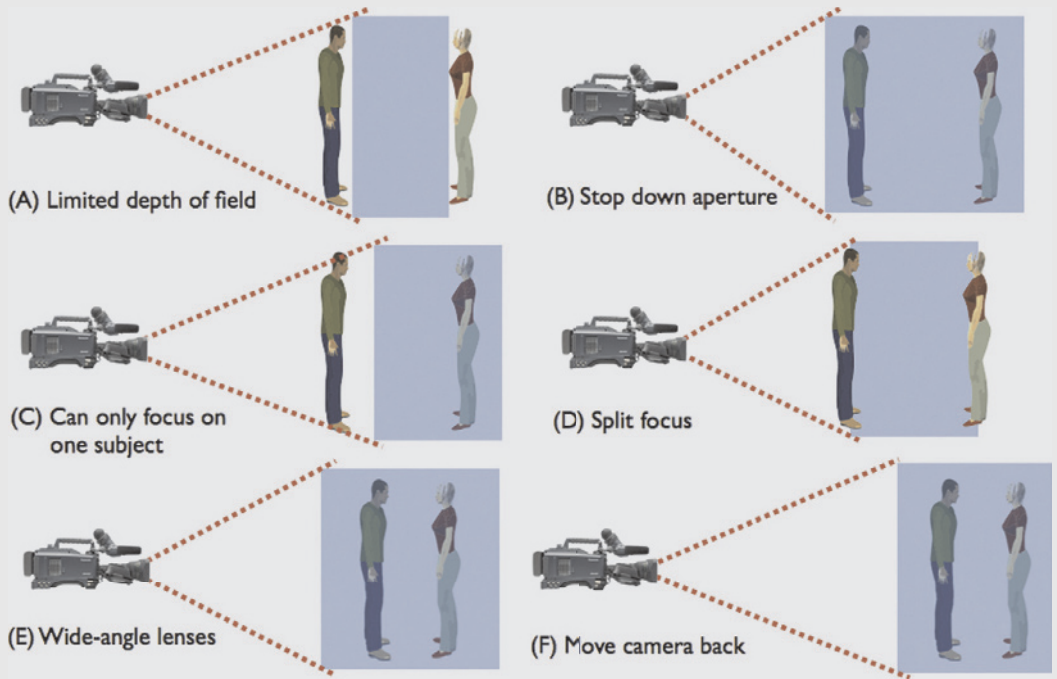 (A) Limited depth of field
(B) Stop down aperture
(C) Can only focus on
one subject
(D) Split focus
(E) Wide-angle lenses
(F) Move camera back